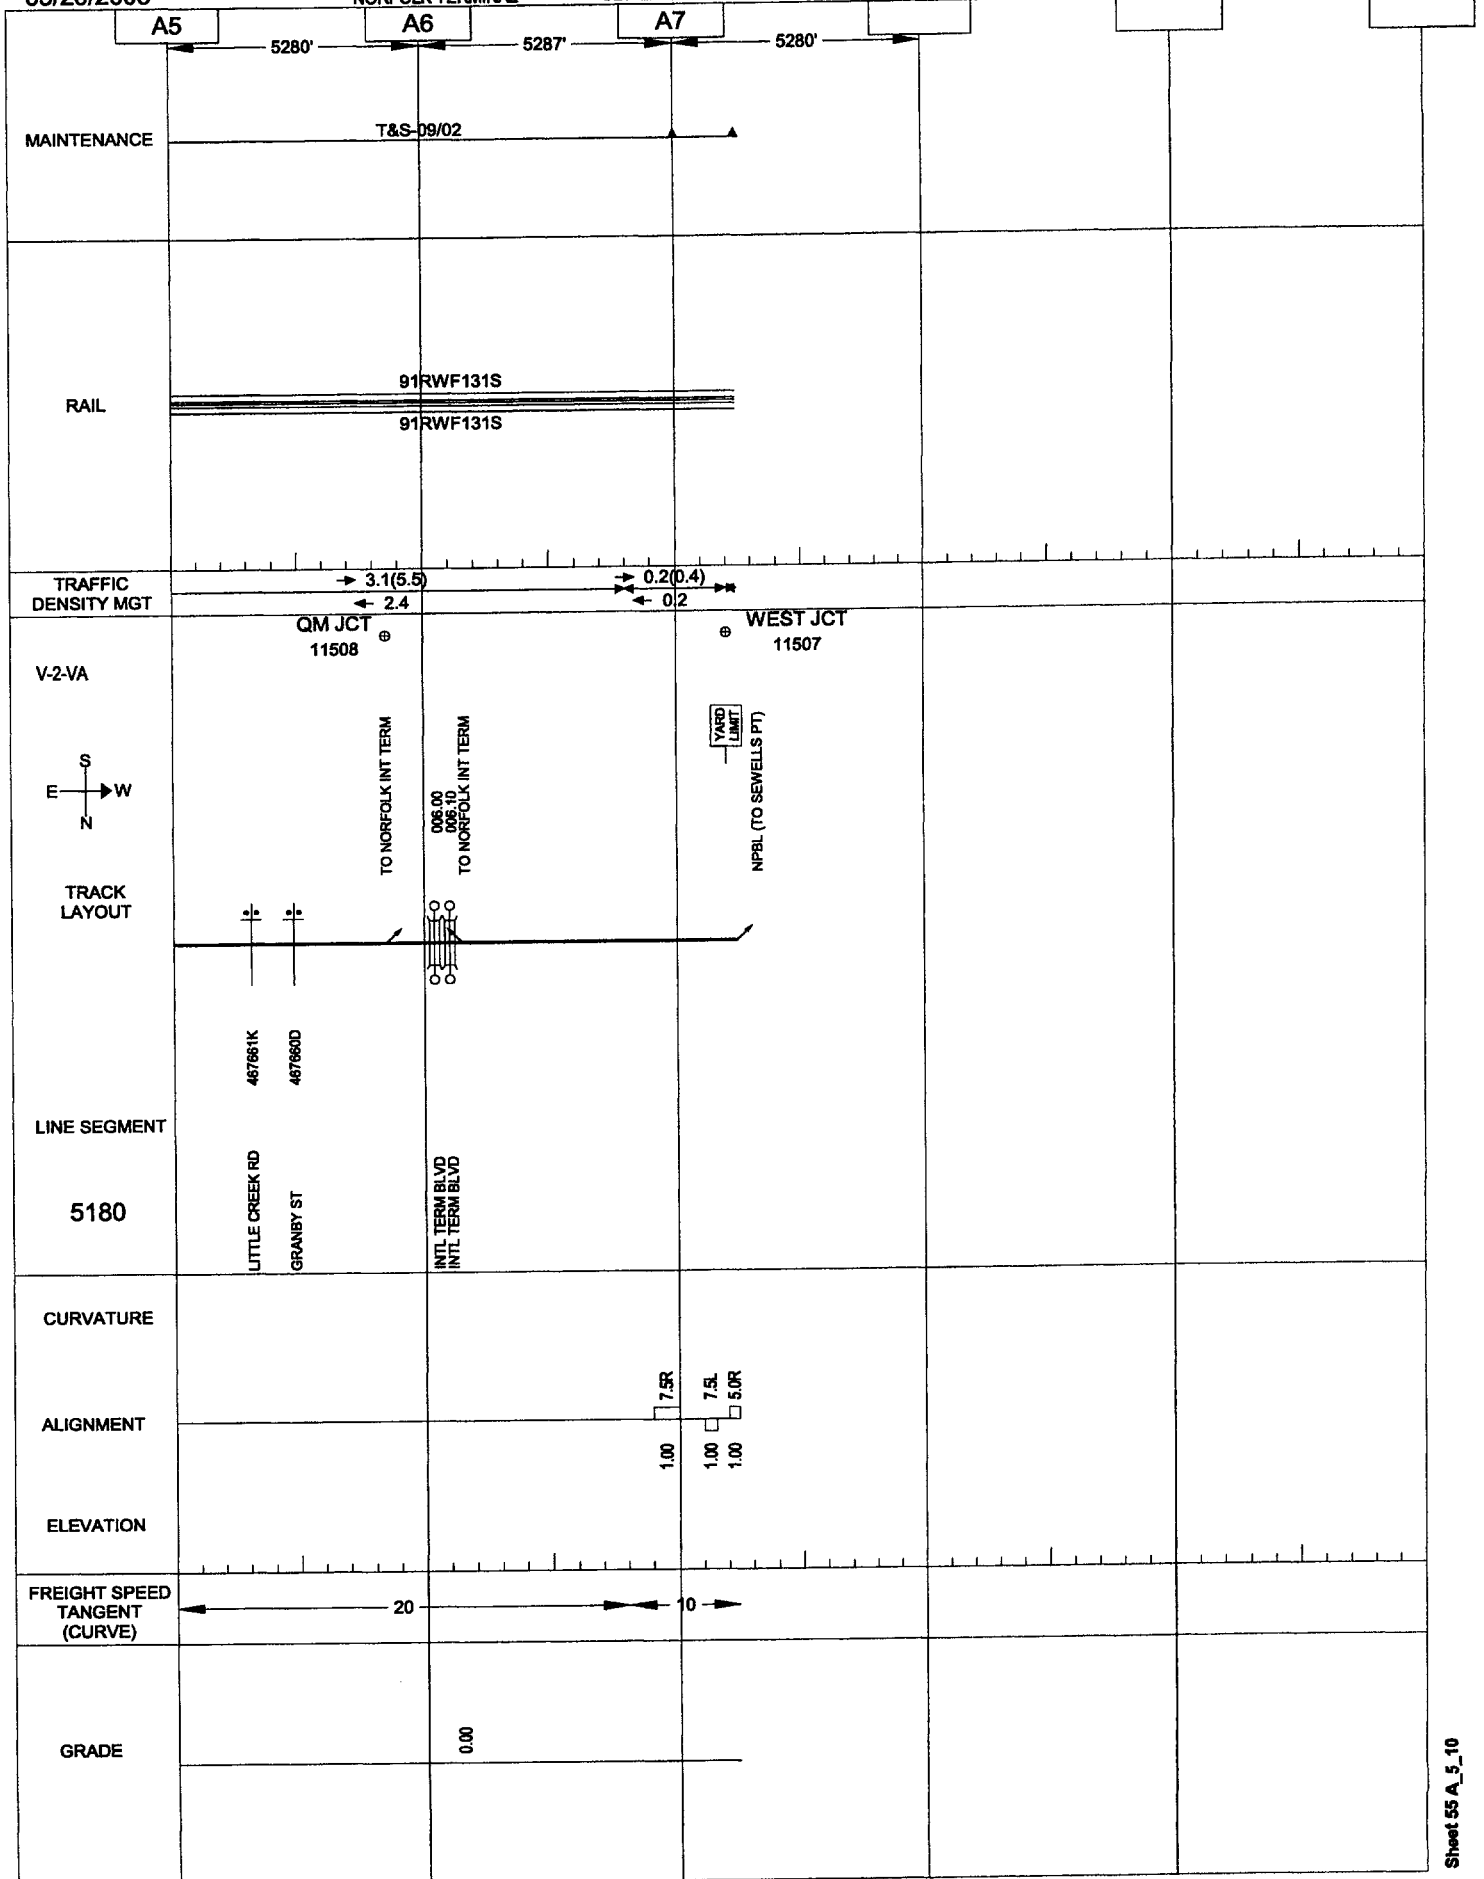 A5 A6 A7
5280' 5287' 5280'
MAINTENANCE
T&S-09/02
RAIL
91RWF131S
91RWF131S
TRAFFIC
DENSITY MGT
3.1(5.5) 0.2(0.4)
2.4 0.2
QM JCT
11508
WEST JCT
11507
V-2-VA
S
E W
N
TO NORFOLK INT TERM
006.00
006.10
TO NORFOLK INT TERM
YARD
LIMIT
NPBL (TO SEWELLS PT)
TRACK
LAYOUT
467661K
467660D
LINE SEGMENT
5180
LITTLE CREEK RD
GRANBY ST
INTL TERM BLVD
INTL TERM BLVD
CURVATURE
7.5R
7.5L
5.0R
ALIGNMENT
1.00
1.00
1.00
ELEVATION
FREIGHT SPEED
TANGENT
(CURVE)
20 10
GRADE
0.00
Sheet 55 A_5_10